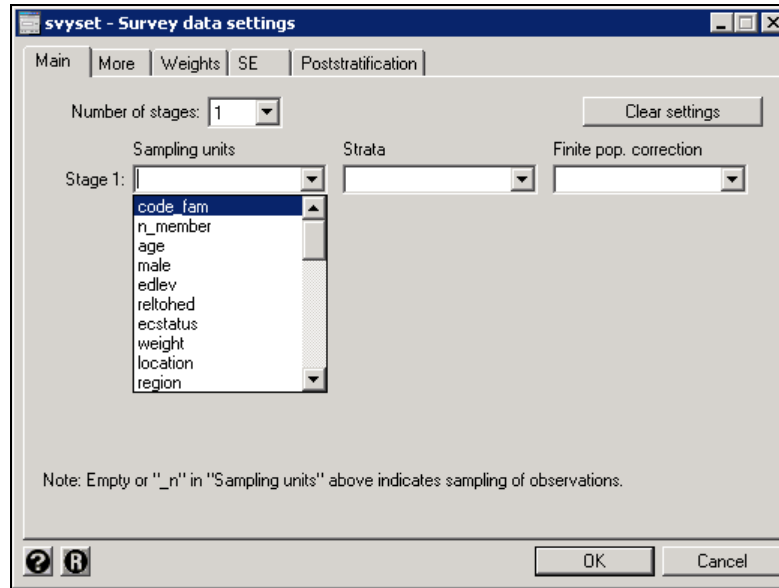 svyset - Survey data settings
Main More Weights SE Poststratification
Number of stages: 1 Clear settings
Sampling units Strata Finite pop. correction
Stage 1:
code_fam
n_member
age
male
edlev
reltohed
ecstatus
weight
location
region
Note: Empty or "_n" in "Sampling units" above indicates sampling of observations.
? R OK Cancel